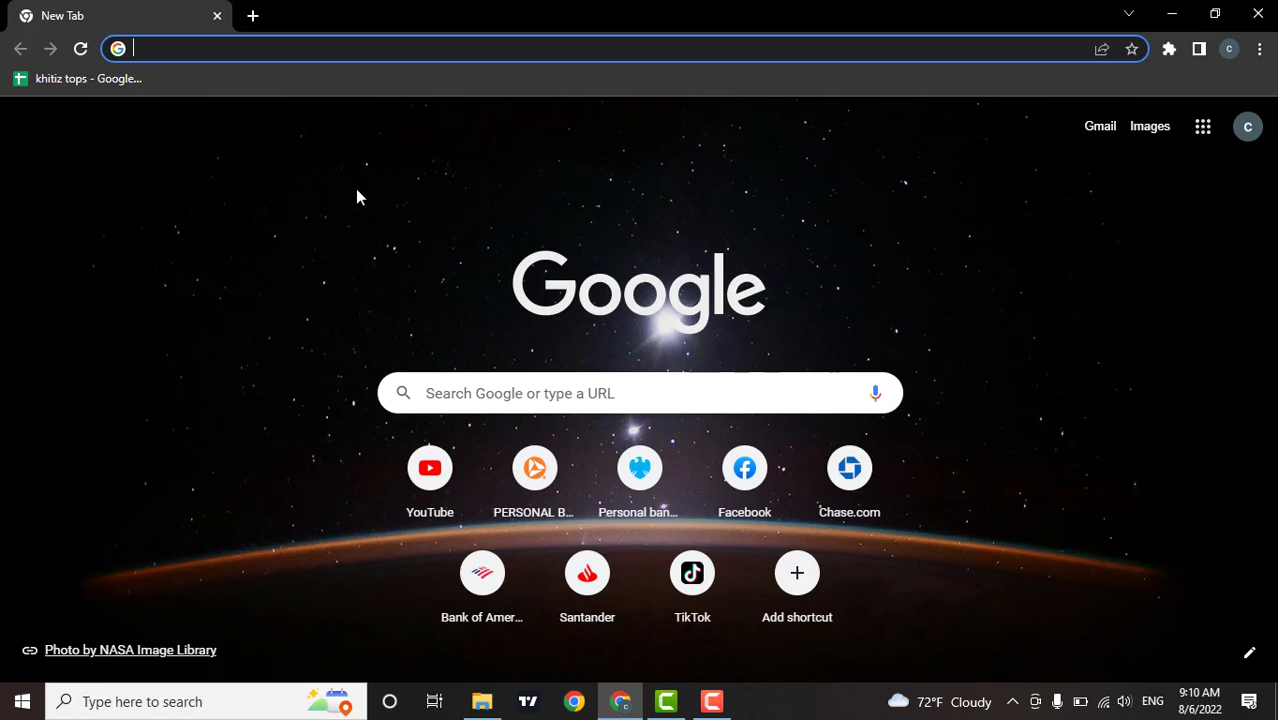 New Tab
khitiz tops - Google...
Gmail Images
C
C
Google
Search Google or type a URL
YouTube
PERSONAL B...
Personal ban...
Facebook
Chase.com
Bank of Amer...
Santander
TikTok
Add shortcut
Photo by NASA Image Library
Type here to search
72°F Cloudy
ENG
9:10 AM
8/6/2022